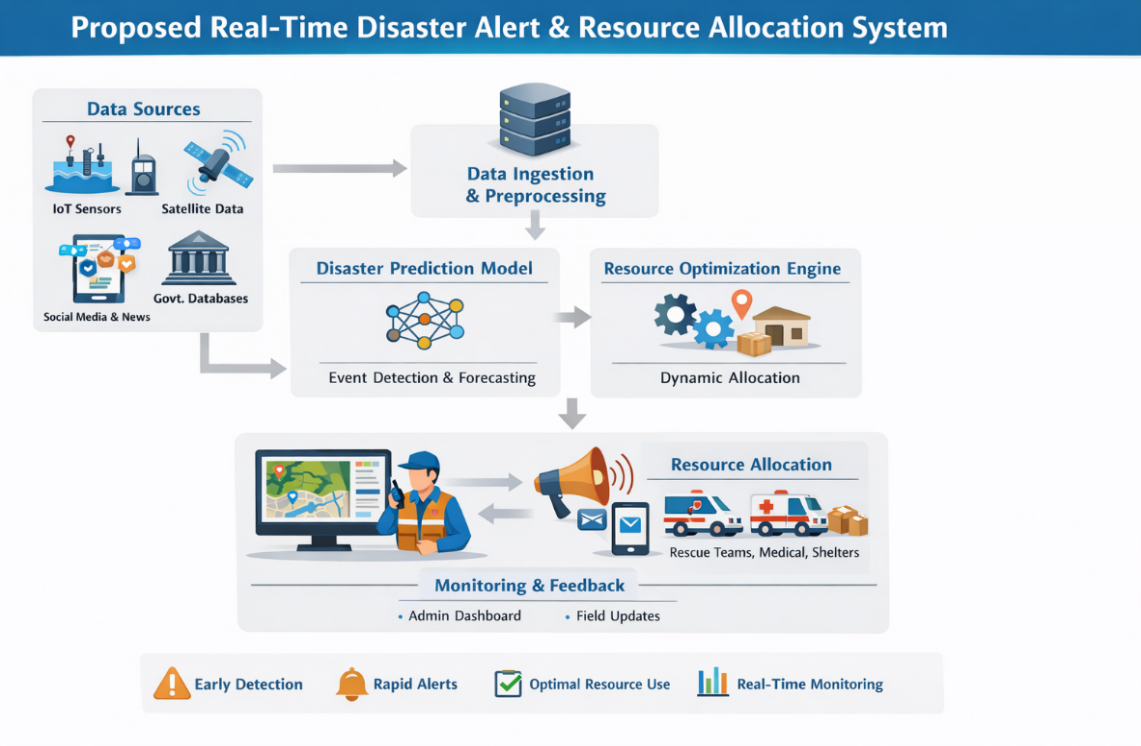 Proposed Real-Time Disaster Alert & Resource Allocation System
Data Sources
IoT Sensors
Satellite Data
Social Media & News
Govt. Databases
Data Ingestion
& Preprocessing
Disaster Prediction Model
Event Detection & Forecasting
Resource Optimization Engine
Dynamic Allocation
Resource Allocation
Rescue Teams, Medical, Shelters
Monitoring & Feedback
• Admin Dashboard
• Field Updates
Early Detection
Rapid Alerts
Optimal Resource Use
Real-Time Monitoring